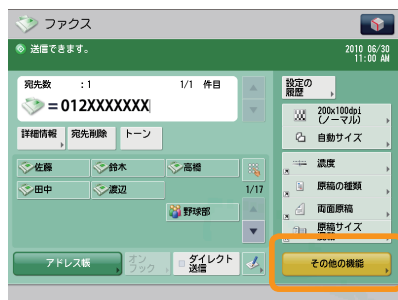 ファクス
送信できます。
2010 06/30
11:00 AM
宛先数 :1 1/1 件目
=012XXXXXXX
詳細情報 宛先削除 トーン
佐藤 鈴木 高橋
田中 渡辺 1/17
野球部
アドレス帳 オンフック ダイレクト送信
設定の履歴
200x100dpi
(ノーマル)
自動サイズ
濃度
原稿の種類
両面原稿
原稿サイズ
その他の機能